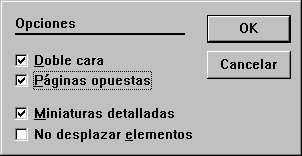 Opciones
OK
Doble cara
Cancelar
Páginas opuestas
Miniaturas detalladas
No desplazar elementos